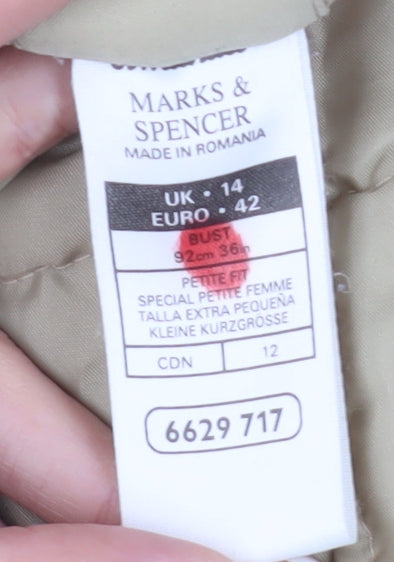 MARKS &
SPENCER
MADE IN ROMANIA
UK • 14
EURO • 42
BUST
92cm 36in
PETITE FIT
SPECIAL PETITE FEMME
TALLA EXTRA PEQUEÑA
KLEINE KURZGRÖSSE
CDN 12
6629 717